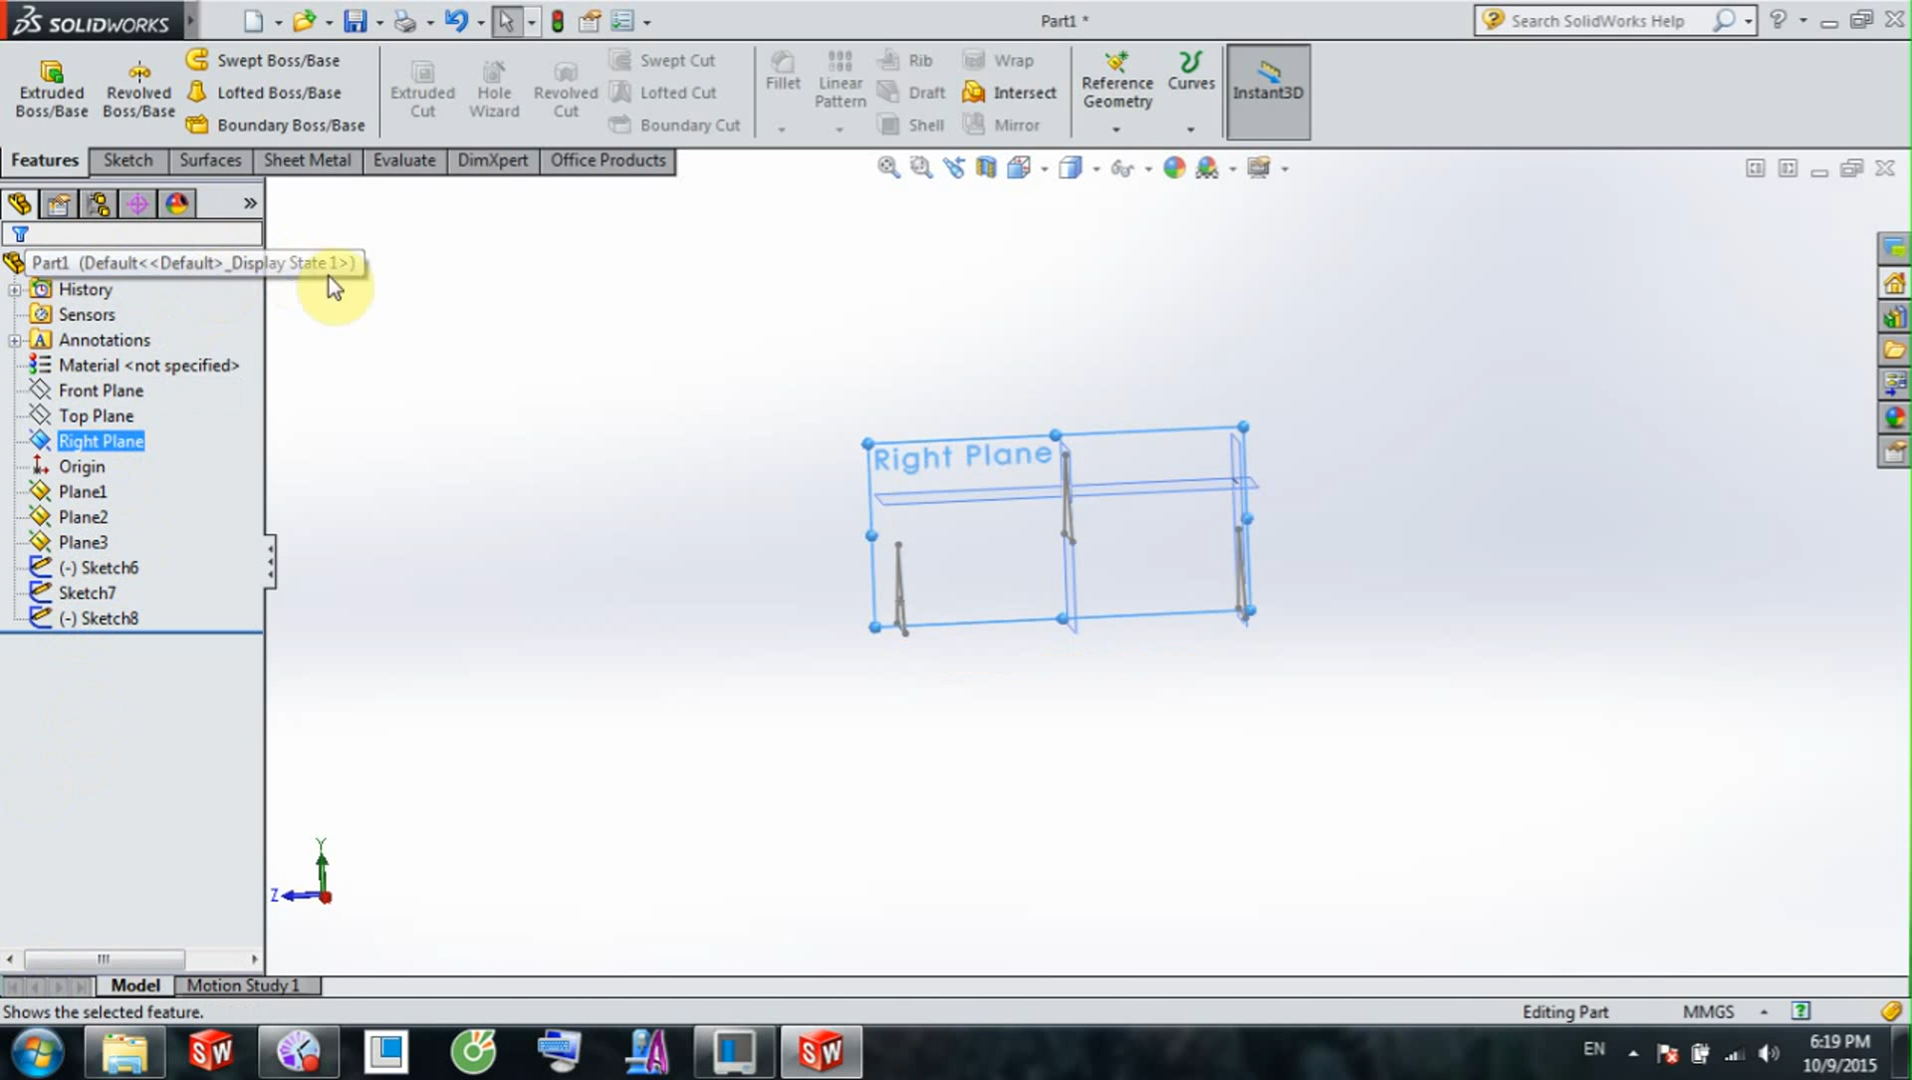 SOLIDWORKS
Part1 *
Search SolidWorks Help
Extruded Boss/Base
Revolved Boss/Base
Swept Boss/Base
Lofted Boss/Base
Boundary Boss/Base
Extruded Cut
Hole Wizard
Revolved Cut
Swept Cut
Lofted Cut
Boundary Cut
Fillet
Linear Pattern
Rib
Draft
Shell
Wrap
Intersect
Mirror
Reference Geometry
Curves
Instant3D
Features
Sketch
Surfaces
Sheet Metal
Evaluate
DimXpert
Office Products
Part1 (Default<<Default>_Display State 1>)
History
Sensors
Annotations
Material <not specified>
Front Plane
Top Plane
Right Plane
Origin
Plane1
Plane2
Plane3
(-) Sketch6
Sketch7
(-) Sketch8
Right Plane
Y
Z
Model
Motion Study 1
Shows the selected feature.
Editing Part
MMGS
EN
6:19 PM
10/9/2015